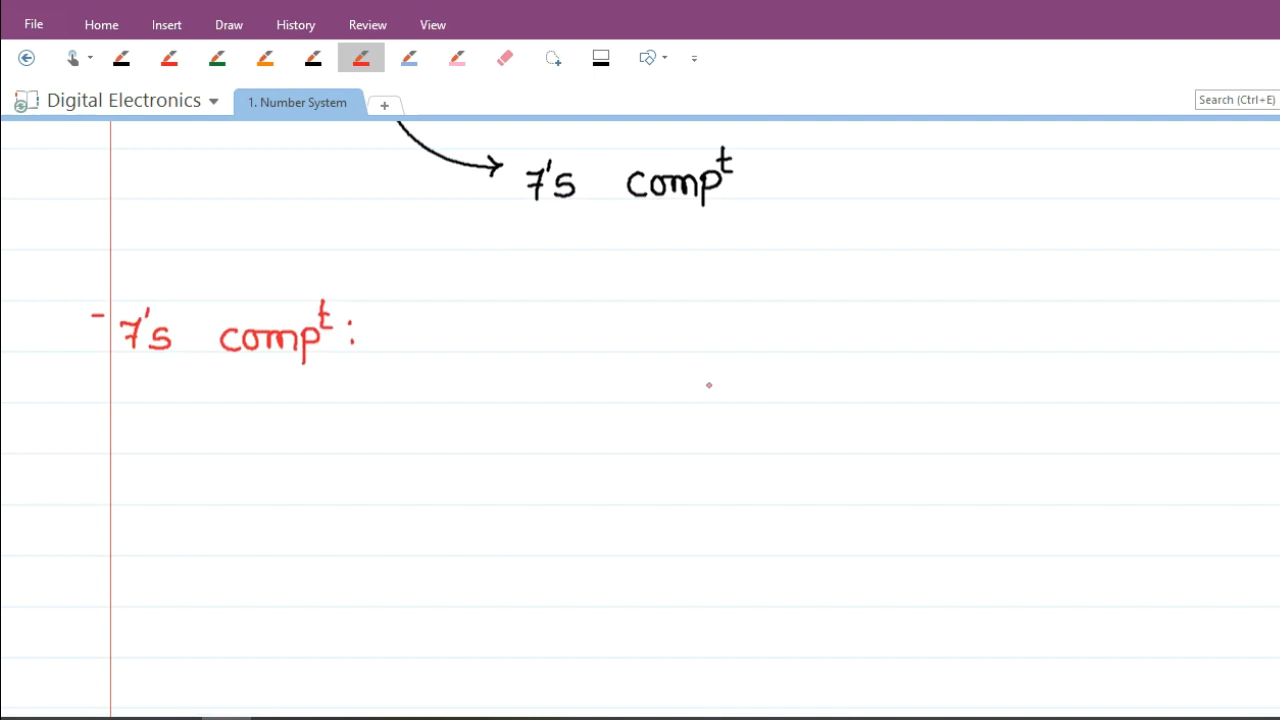 File Home Insert Draw History Review View
Digital Electronics 1. Number System + Search (Ctrl+E)
7's compt
- 7's compt :